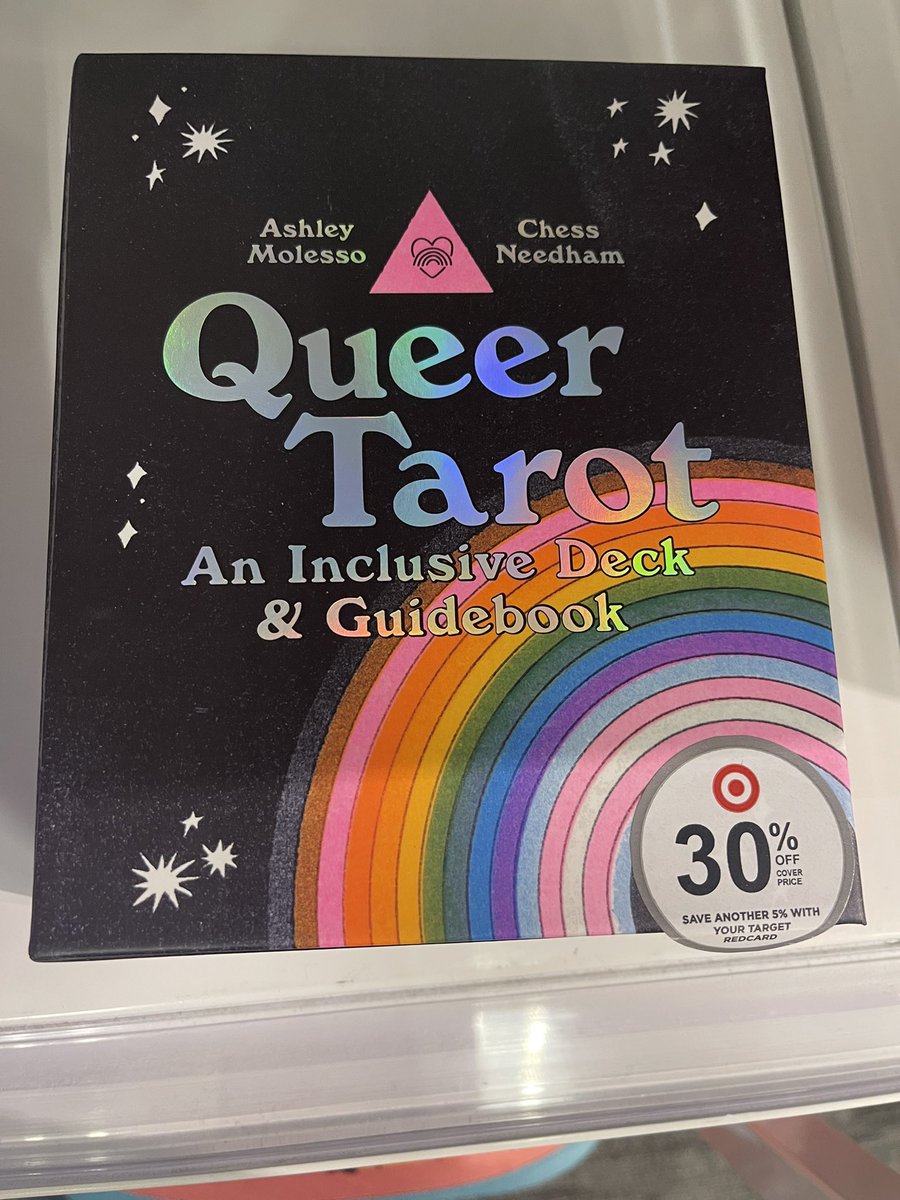 Ashley
Molesso
Chess
Needham
Queer
Tarot
An Inclusive Deck
& Guidebook
30%
OFF
COVER
PRICE
SAVE ANOTHER 5% WITH
YOUR TARGET
REDCARD